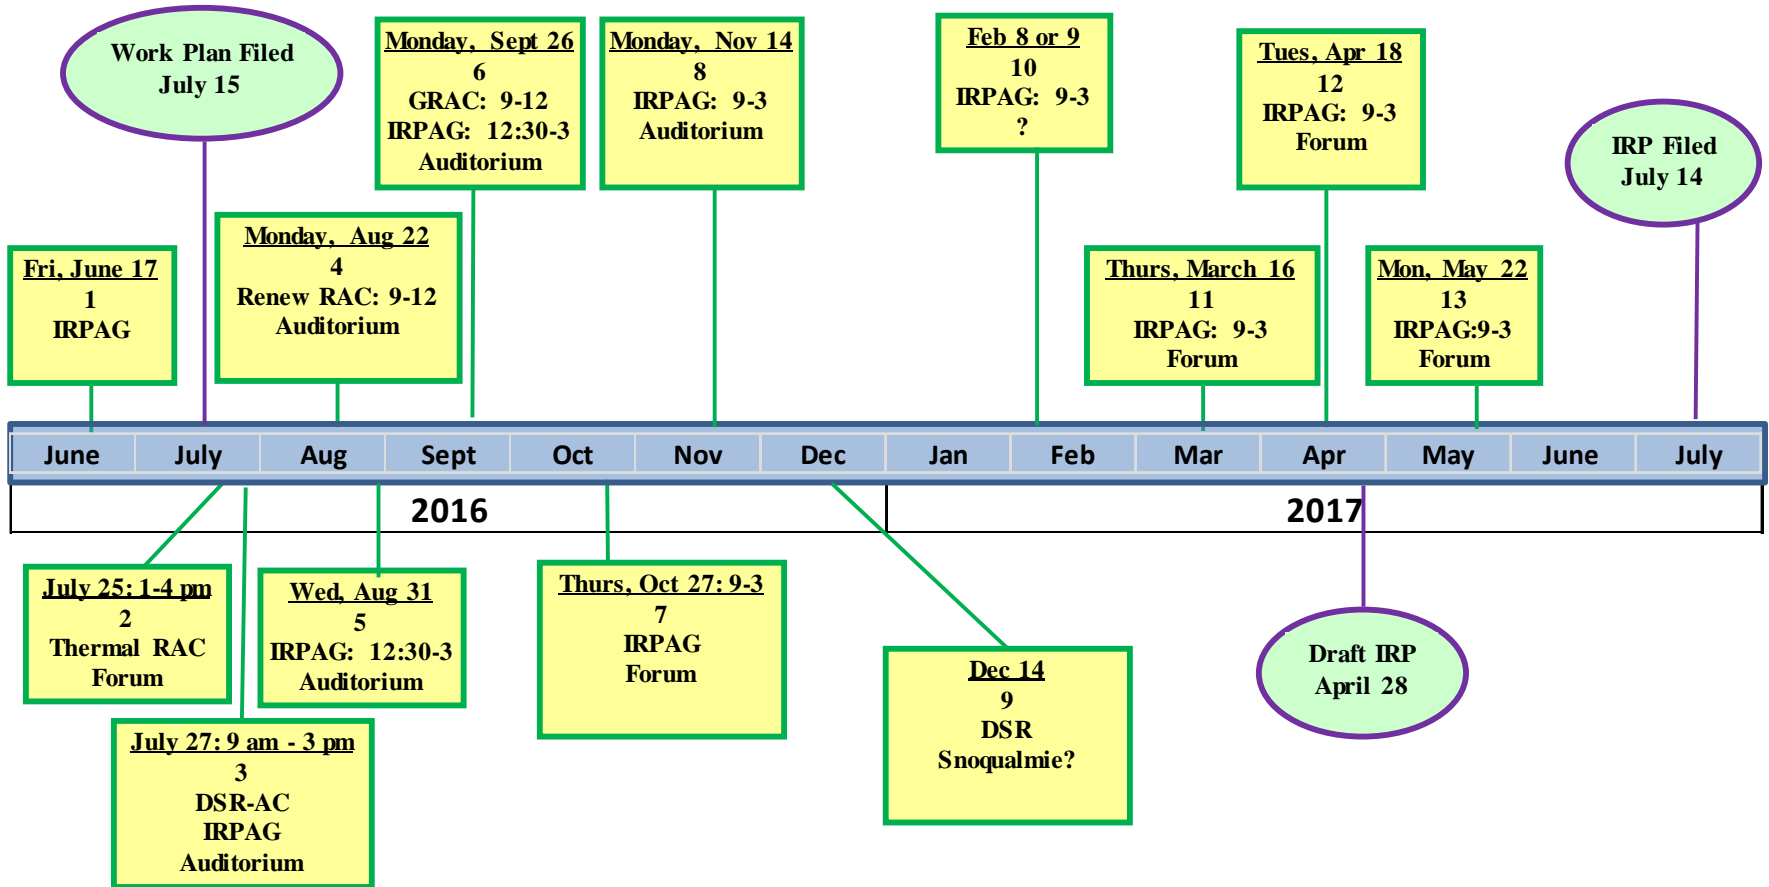 Work Plan Filed
July 15
Monday, Sept 26
6
GRAC: 9-12
IRPAG: 12:30-3
Auditorium
Monday, Nov 14
8
IRPAG: 9-3
Auditorium
Feb 8 or 9
10
IRPAG: 9-3
?
Tues, Apr 18
12
IRPAG: 9-3
Forum
IRP Filed
July 14
Fri, June 17
1
IRPAG
Monday, Aug 22
4
Renew RAC: 9-12
Auditorium
Thurs, March 16
11
IRPAG: 9-3
Forum
Mon, May 22
13
IRPAG:9-3
Forum
June July Aug Sept Oct Nov Dec Jan Feb Mar Apr May June July
2016 2017
July 25: 1-4 pm
2
Thermal RAC
Forum
Wed, Aug 31
5
IRPAG: 12:30-3
Auditorium
Thurs, Oct 27: 9-3
7
IRPAG
Forum
Dec 14
9
DSR
Snoqualmie?
Draft IRP
April 28
July 27: 9 am - 3 pm
3
DSR-AC
IRPAG
Auditorium